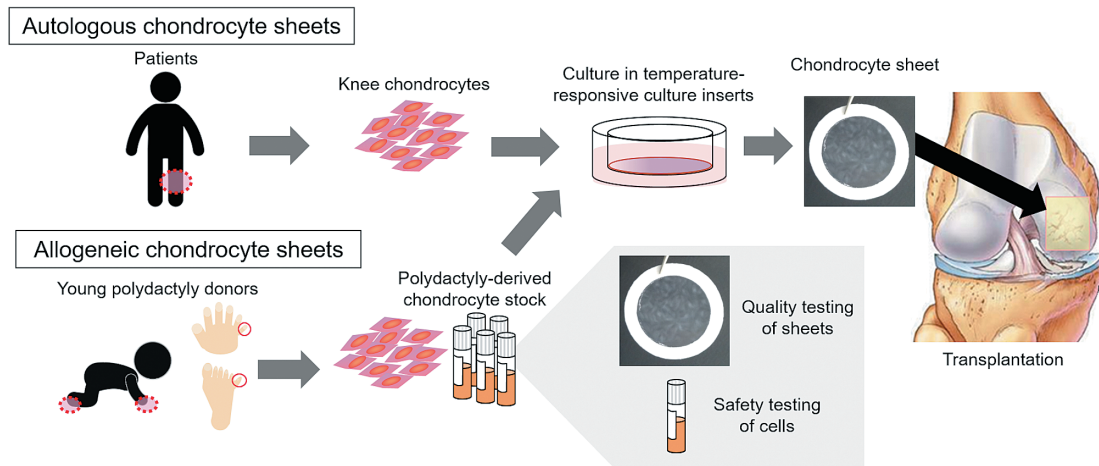 Autologous chondrocyte sheets
Patients
Knee chondrocytes
Culture in temperature-
responsive culture inserts
Chondrocyte sheet
Allogeneic chondrocyte sheets
Young polydactyly donors
Polydactyly-derived
chondrocyte stock
Quality testing
of sheets
Safety testing
of cells
Transplantation